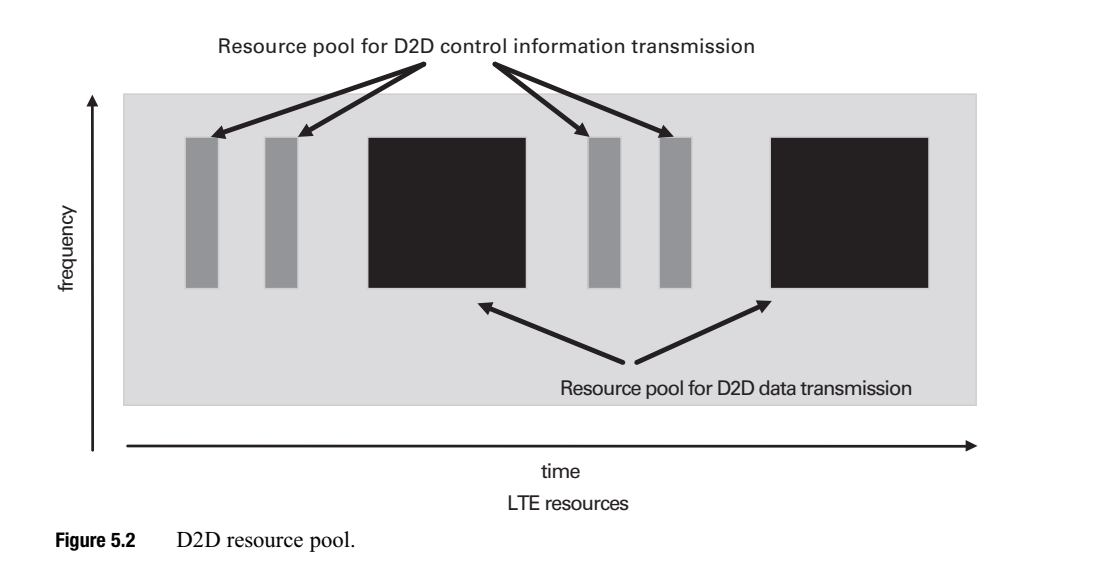 Resource pool for D2D control information transmission
frequency
Resource pool for D2D data transmission
time
LTE resources
Figure 5.2 D2D resource pool.